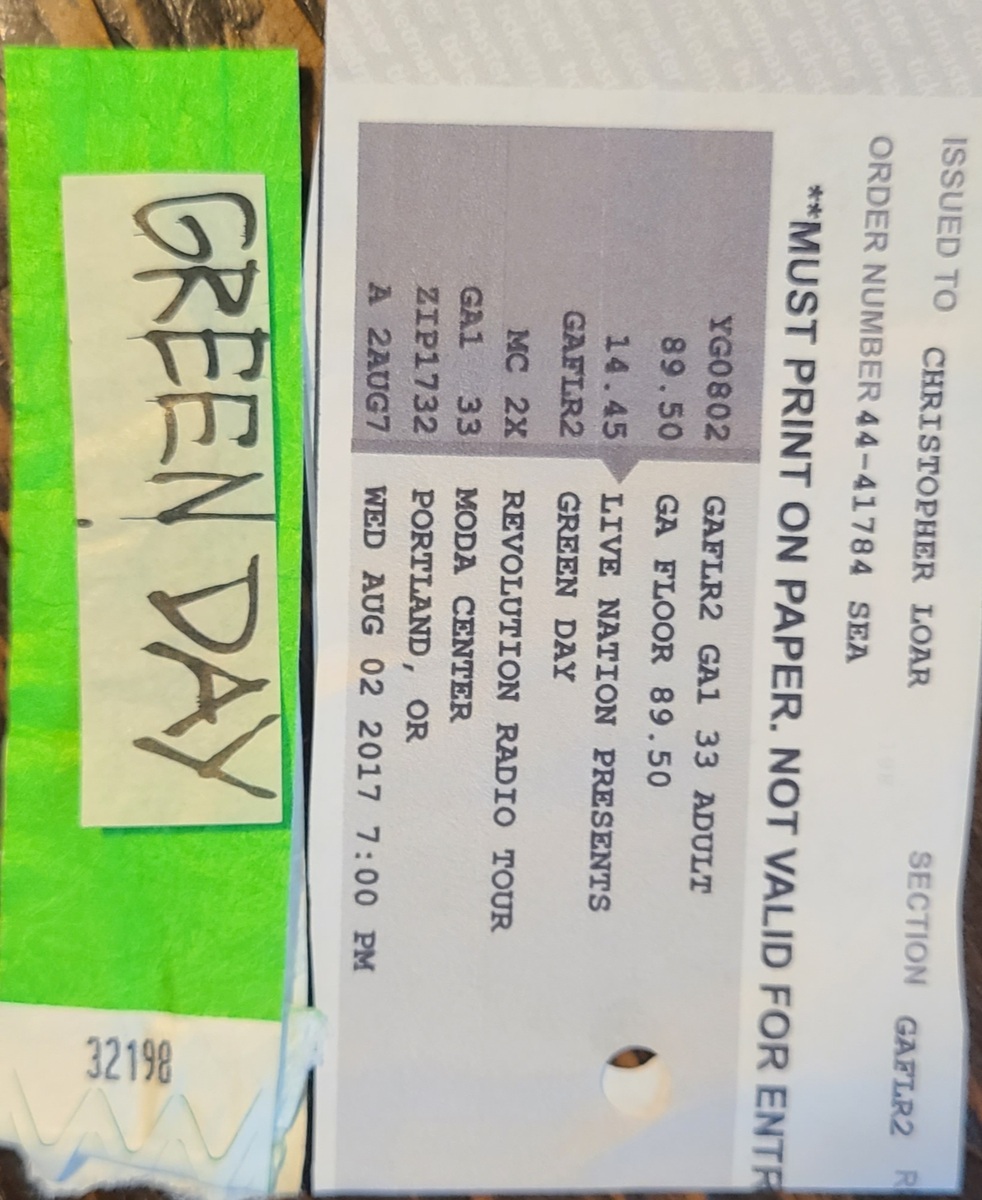 ISSUED TO CHRISTOPHER LOAR SECTION GAFLR2 R
ORDER NUMBER 44-41784 SEA
**MUST PRINT ON PAPER. NOT VALID FOR ENTR
YG0802 GAFLR2 GA1 33 ADULT
89.50 GA FLOOR 89.50
14.45 LIVE NATION PRESENTS
GAFLR2 GREEN DAY
MC 2X REVOLUTION RADIO TOUR
GA1 33 MODA CENTER
ZIP1732 PORTLAND, OR
A 2AUG7 WED AUG 02 2017 7:00 PM
GREEN DAY
32198